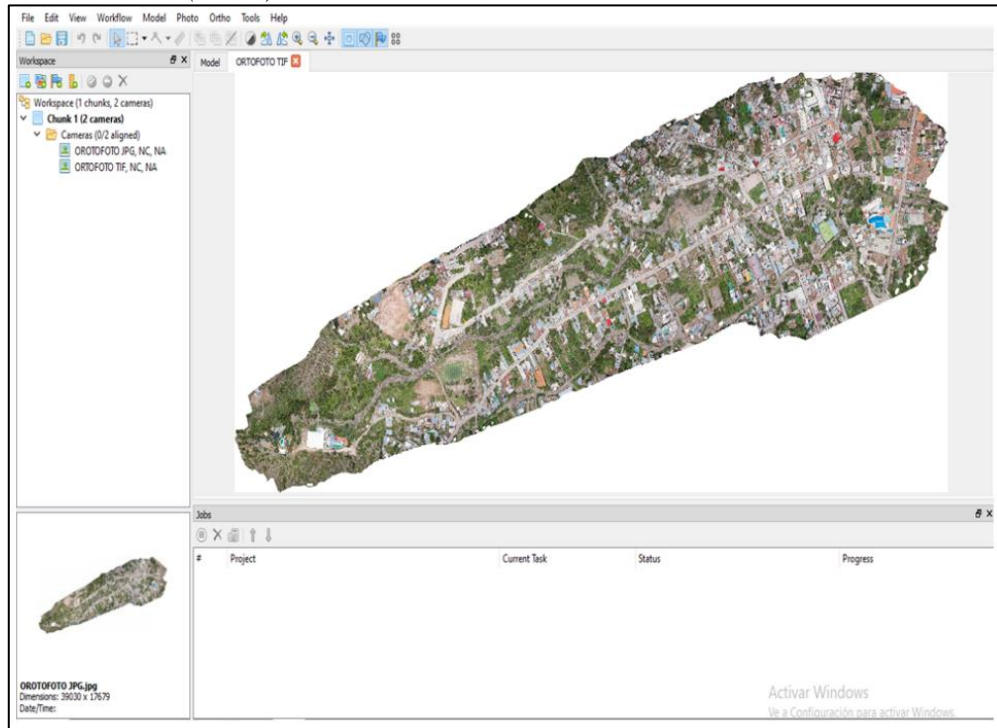 File Edit View Workflow Model Photo Ortho Tools Help
Workspace
Model ORTOFOTO TIF
Workspace (1 chunks, 2 cameras)
Chunk 1 (2 cameras)
Cameras (0/2 aligned)
OROTOFOTO JPG, NC, NA
ORTOFOTO TIF, NC, NA
Jobs
# Project Current Task Status Progress
OROTOFOTO JPG.jpg
Dimensions: 39030 x 17679
Date/Time:
Activar Windows
Ve a Configuración para activar Windows.